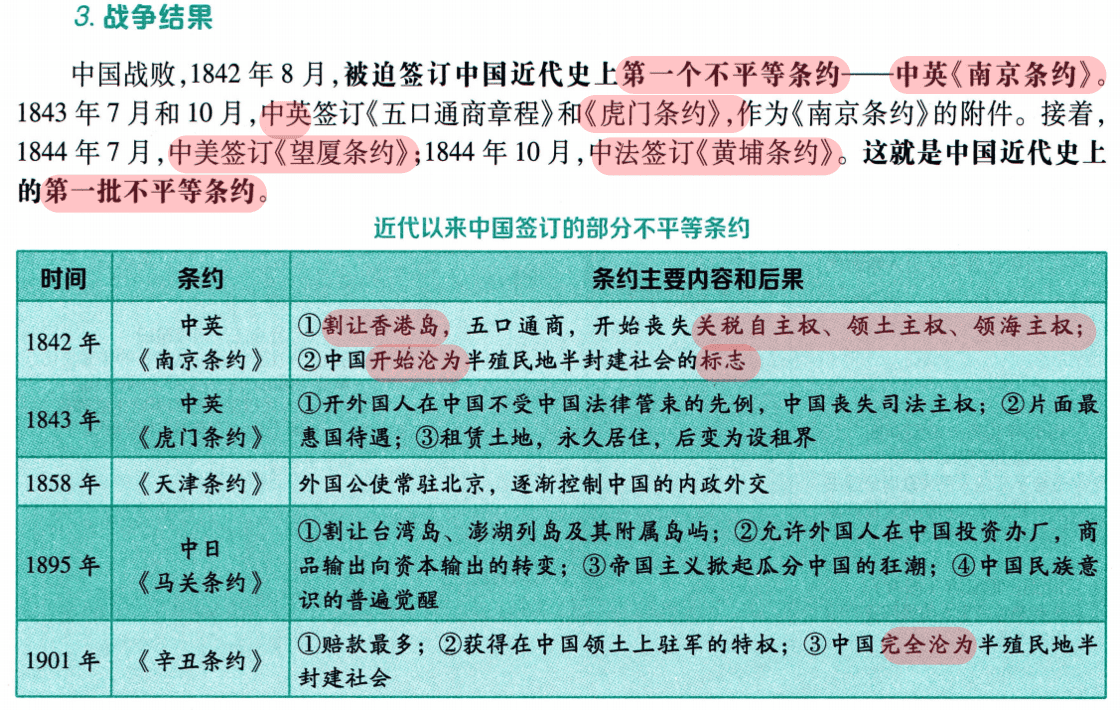 3. 战争结果
中国战败,1842 年 8 月,被迫签订中国近代史上第一个不平等条约——中英《南京条约》。
1843 年 7 月和 10 月,中英签订《五口通商章程》和《虎门条约》,作为《南京条约》的附件。接着,
1844 年 7 月,中美签订《望厦条约》;1844 年 10 月,中法签订《黄埔条约》。这就是中国近代史上
的第一批不平等条约。
近代以来中国签订的部分不平等条约
时间 条约 条约主要内容和后果
1842 年
中英
《南京条约》
①割让香港岛，五口通商，开始丧失关税自主权、领土主权、领海主权；
②中国开始沦为半殖民地半封建社会的标志
1843 年
中英
《虎门条约》
①开外国人在中国不受中国法律管束的先例，中国丧失司法主权；②片面最
惠国待遇；③租赁土地，永久居住，后变为设租界
1858 年 《天津条约》 外国公使常驻北京，逐渐控制中国的内政外交
1895 年
中日
《马关条约》
①割让台湾岛、澎湖列岛及其附属岛屿；②允许外国人在中国投资办厂，商
品输出向资本输出的转变；③帝国主义掀起瓜分中国的狂潮；④中国民族意
识的普遍觉醒
1901 年 《辛丑条约》
①赔款最多；②获得在中国领土上驻军的特权；③中国完全沦为半殖民地半
封建社会